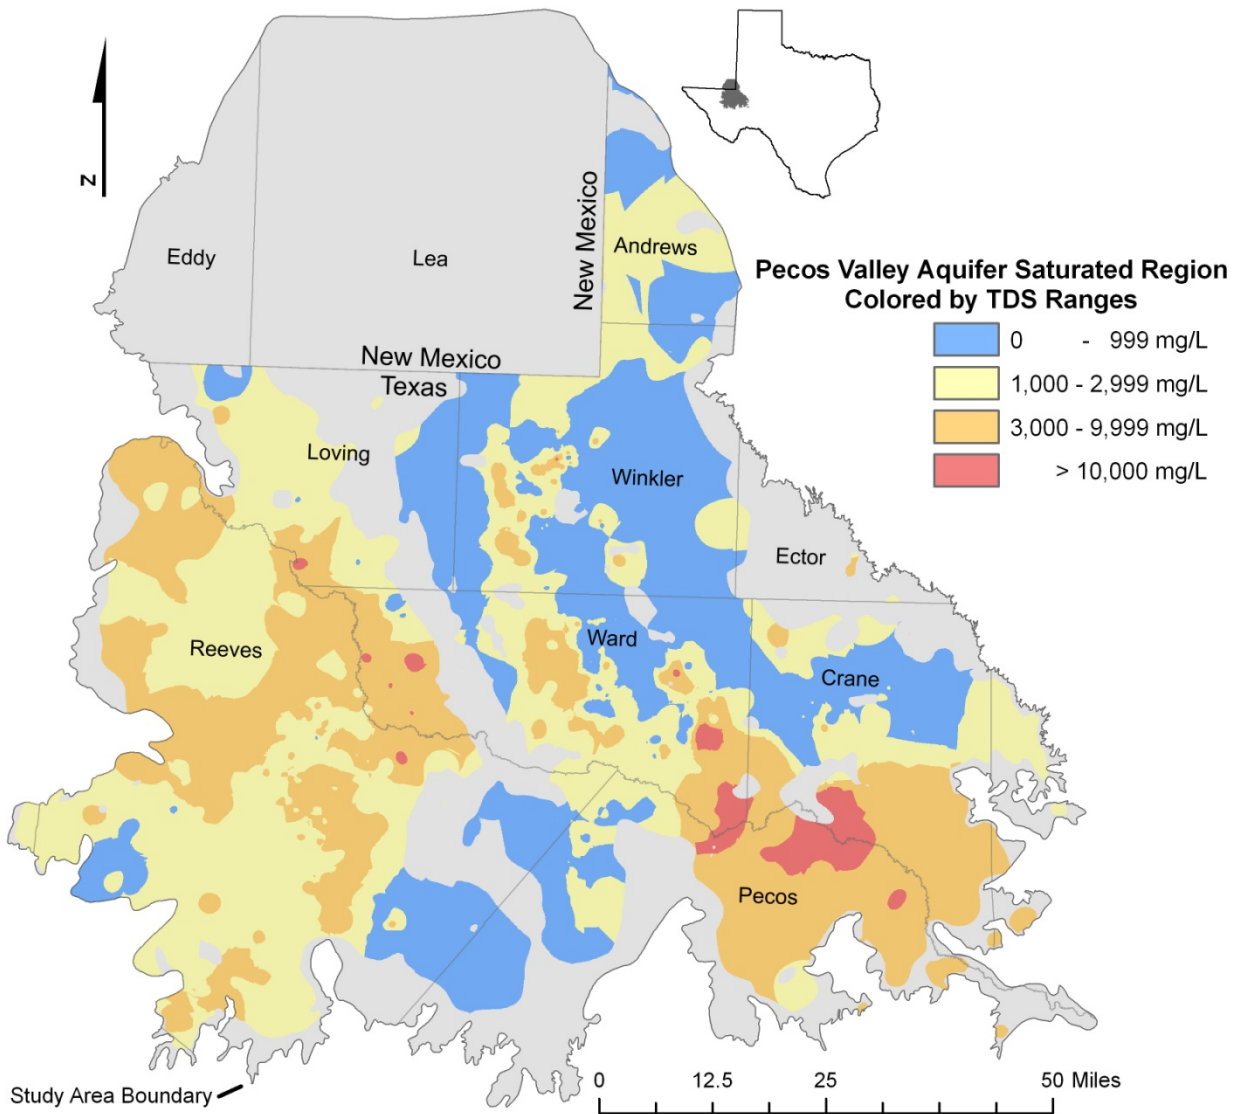 N
Eddy
Lea
New Mexico
Andrews
Pecos Valley Aquifer Saturated Region
Colored by TDS Ranges
0 - 999 mg/L
1,000 - 2,999 mg/L
3,000 - 9,999 mg/L
> 10,000 mg/L
New Mexico
Texas
Loving
Winkler
Ector
Reeves
Ward
Crane
Pecos
Study Area Boundary
0 12.5 25 50 Miles